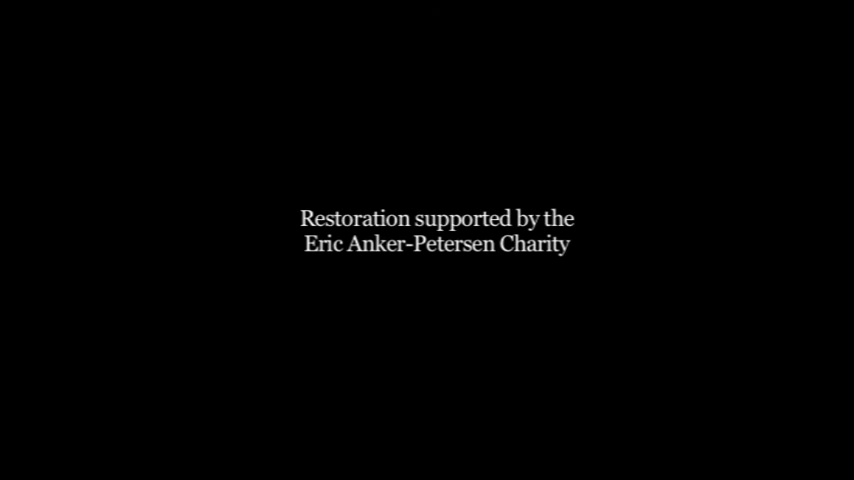 Restoration supported by the
Eric Anker-Petersen Charity